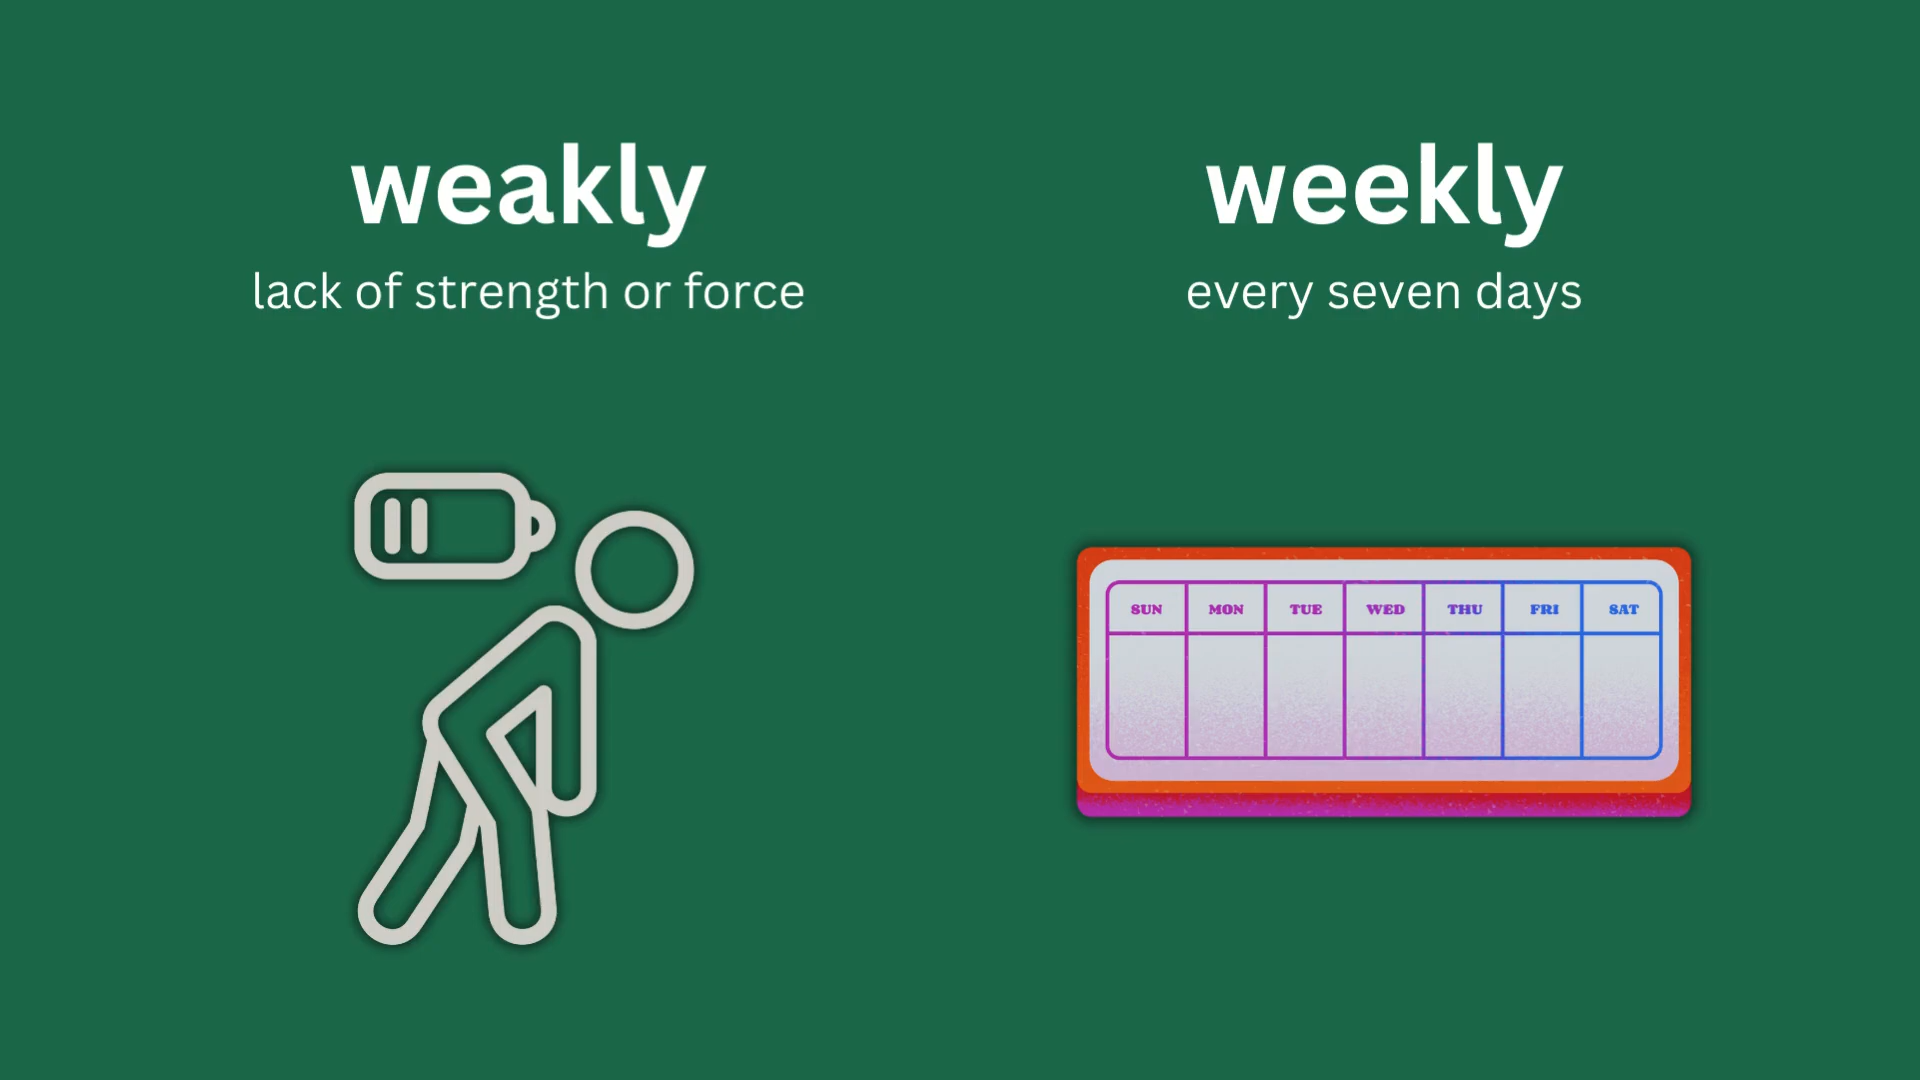 weakly
lack of strength or force
weekly
every seven days
SUN MON TUE WED THU FRI SAT